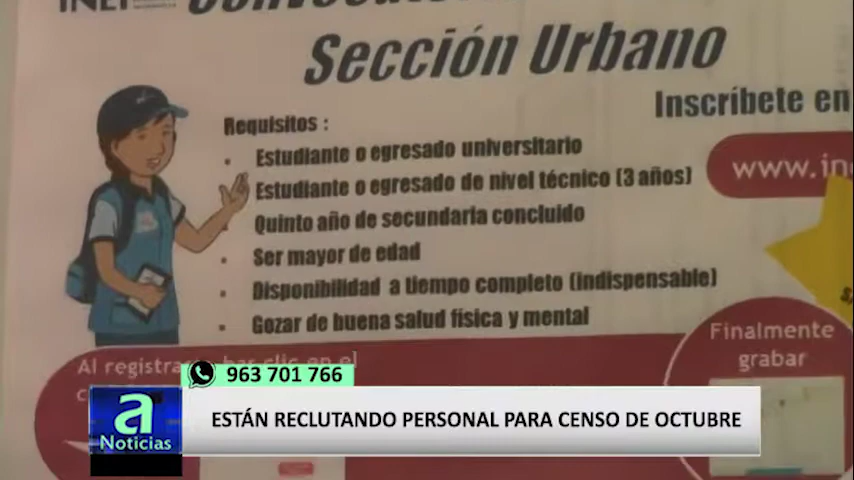 INEI
Sección Urbano
Inscríbete en
Requisitos :
Estudiante o egresado universitario
Estudiante o egresado de nivel técnico (3 años)
Quinto año de secundaria concluido
Ser mayor de edad
Disponibilidad a tiempo completo (indispensable)
Gozar de buena salud física y mental
www.in
Finalmente
grabar
Al registra
963 701 766
a
Noticias
ESTÁN RECLUTANDO PERSONAL PARA CENSO DE OCTUBRE